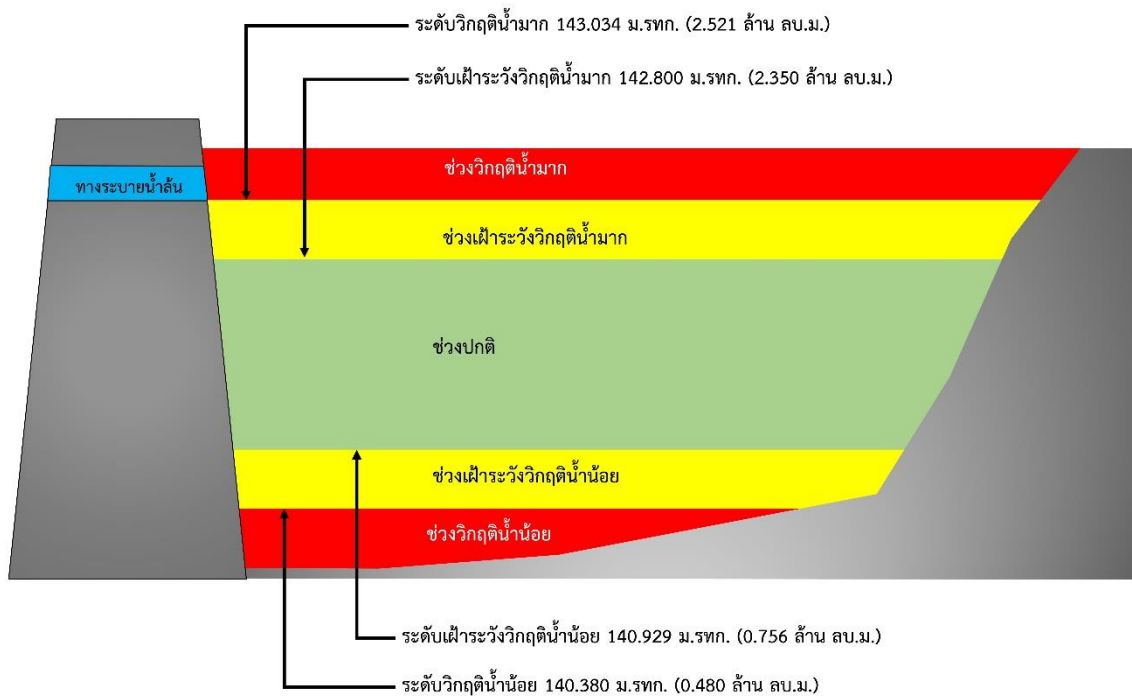 ระดับวิกฤติน้ำมาก 143.034 ม.รทก. (2.521 ล้าน ลบ.ม.)
ระดับเฝ้าระวังวิกฤติน้ำมาก 142.800 ม.รทก. (2.350 ล้าน ลบ.ม.)
ช่วงวิกฤติน้ำมาก
ทางระบายน้ำล้น
ช่วงเฝ้าระวังวิกฤติน้ำมาก
ช่วงปกติ
ช่วงเฝ้าระวังวิกฤติน้ำน้อย
ช่วงวิกฤติน้ำน้อย
ระดับเฝ้าระวังวิกฤติน้ำน้อย 140.929 ม.รทก. (0.756 ล้าน ลบ.ม.)
ระดับวิกฤติน้ำน้อย 140.380 ม.รทก. (0.480 ล้าน ลบ.ม.)